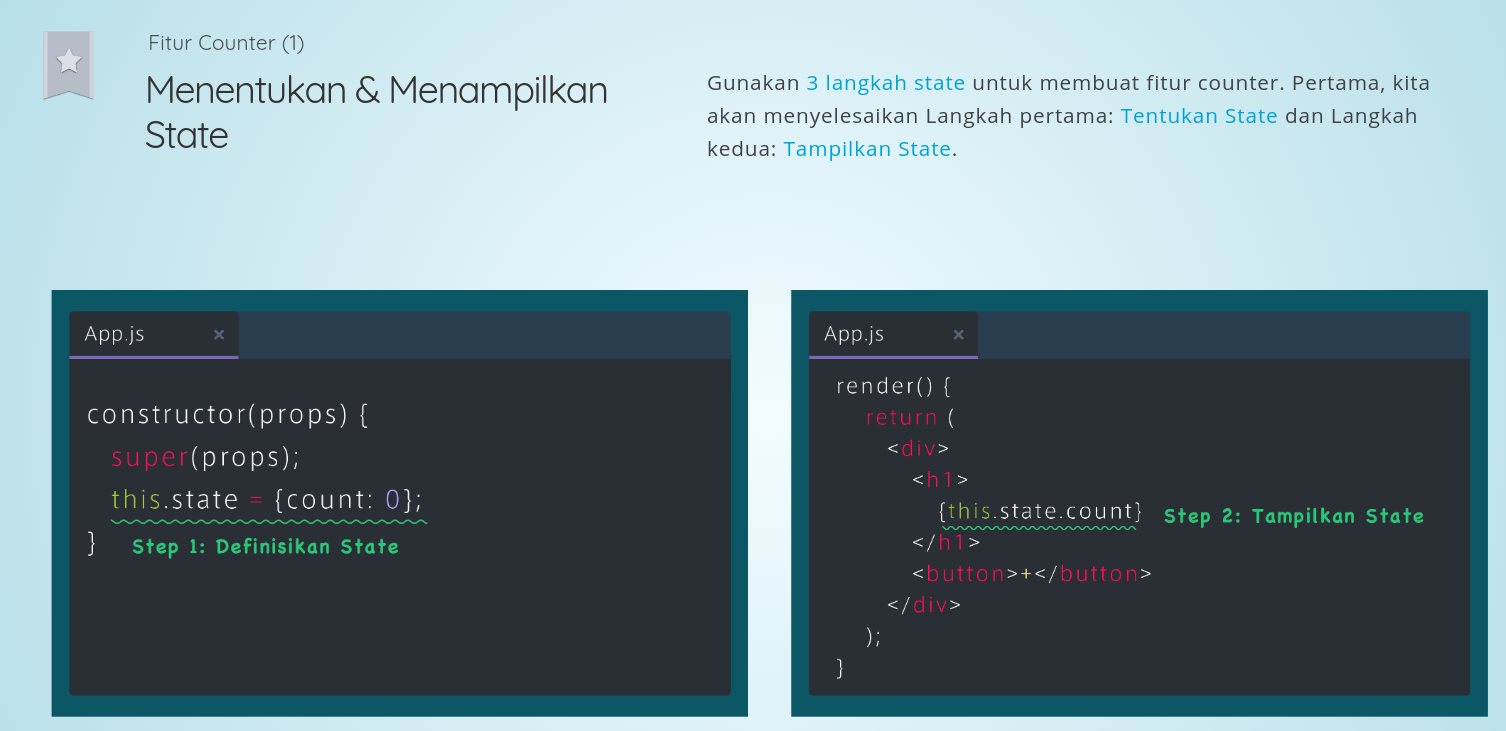 Fitur Counter (1)
Menentukan & Menampilkan
State
Gunakan 3 langkah state untuk membuat fitur counter. Pertama, kita
akan menyelesaikan Langkah pertama: Tentukan State dan Langkah
kedua: Tampilkan State.
App.js ×
constructor(props) {
super(props);
this.state = {count: 0};
} Step 1: Definisikan State
App.js ×
render() {
return (
<div>
<h1>
{this.state.count} Step 2: Tampilkan State
</h1>
<button>+</button>
</div>
);
}